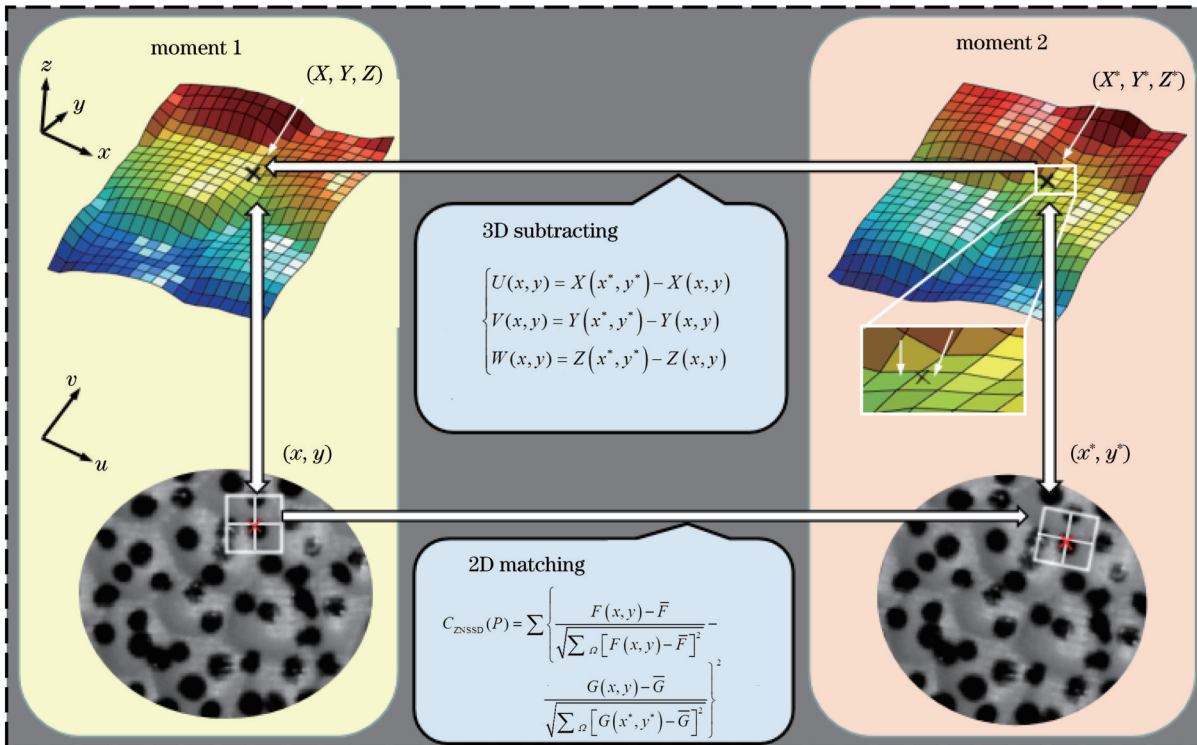 moment 1
(X, Y, Z)
z
y
x
moment 2
(X*, Y*, Z*)
3D subtracting
U(x, y) = X(x*, y*) − X(x, y)
V(x, y) = Y(x*, y*) − Y(x, y)
W(x, y) = Z(x*, y*) − Z(x, y)
v
u
(x, y)
(x*, y*)
2D matching
C_ZNSSD(P) = ∑ { (F(x, y) − F̅) / √(∑_Ω [F(x, y) − F̅]²) −
(G(x, y) − G̅) / √(∑_Ω [G(x*, y*) − G̅]²) }²